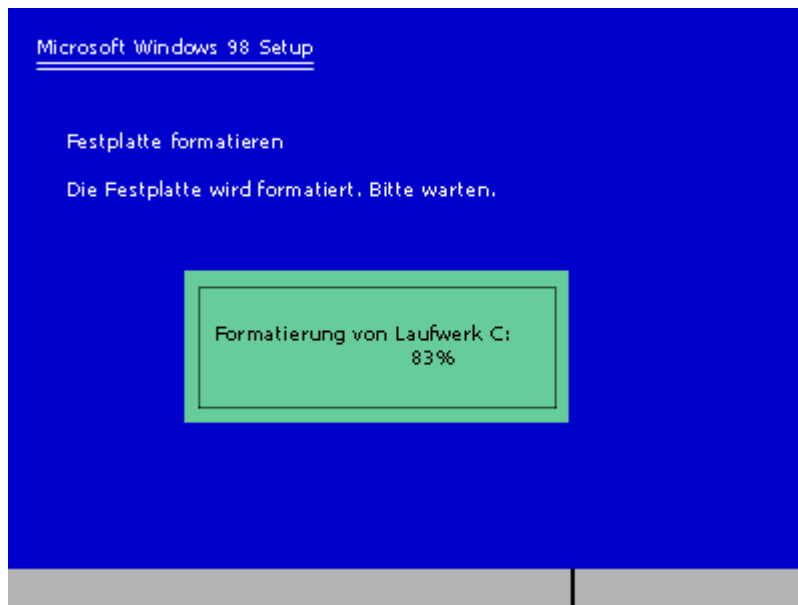 Microsoft Windows 98 Setup
Festplatte formatieren
Die Festplatte wird formatiert. Bitte warten.
Formatierung von Laufwerk C:
83%